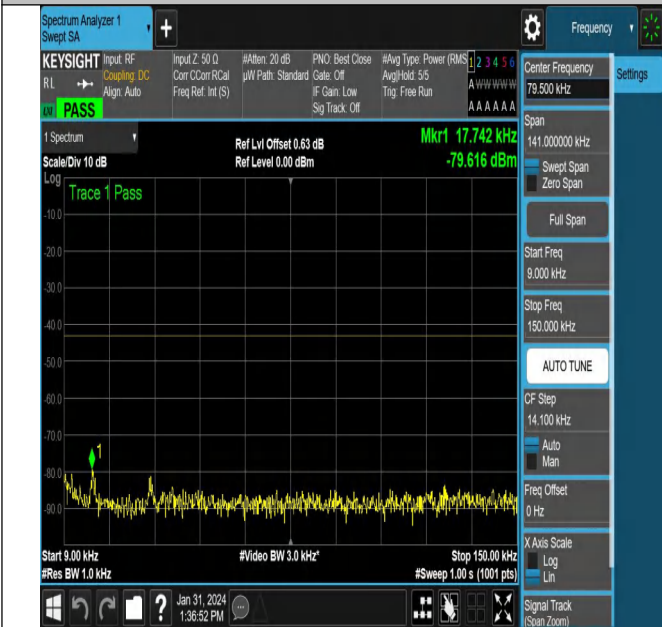 Spectrum Analyzer 1
Swept SA
Frequency
KEYSIGHT
RL
PASS
Input: RF
Coupling: DC
Align: Auto
Input Z: 50 Ω
Corr CCorr RCal
Freq Ref: Int (S)
#Atten: 20 dB
µW Path: Standard
PNO: Best Close
Gate: Off
IF Gain: Low
Sig Track: Off
#Avg Type: Power (RMS
Avg|Hold: 5/5
Trig: Free Run
1 2 3 4 5 6
A W W W W W
A A A A A A
1 Spectrum
Scale/Div 10 dB
Ref Lvl Offset 0.63 dB
Ref Level 0.00 dBm
Mkr1 17.742 kHz
-79.616 dBm
Log
Trace 1 Pass
-10.0
-20.0
-30.0
-40.0
-50.0
-60.0
-70.0
-80.0
-90.0
1
Start 9.00 kHz
#Res BW 1.0 kHz
#Video BW 3.0 kHz*
Stop 150.00 kHz
#Sweep 1.00 s (1001 pts)
?
Jan 31, 2024
1:36:52 PM
Center Frequency
79.500 kHz
Settings
Span
141.000000 kHz
Swept Span
Zero Span
Full Span
Start Freq
9.000 kHz
Stop Freq
150.000 kHz
AUTO TUNE
CF Step
14.100 kHz
Auto
Man
Freq Offset
0 Hz
X Axis Scale
Log
Lin
Signal Track
(Span Zoom)